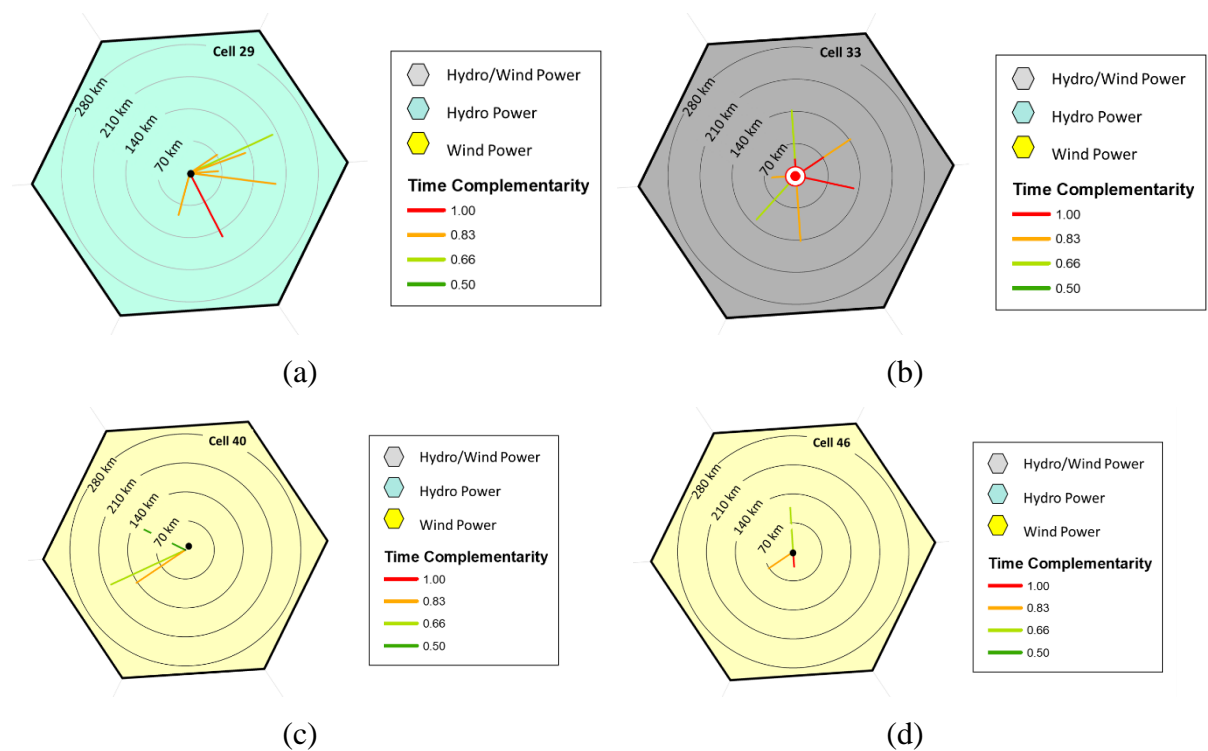 Cell 29
280 km
210 km
140 km
70 km
Hydro/Wind Power
Hydro Power
Wind Power
Time Complementarity
1.00
0.83
0.66
0.50
(a)
Cell 33
280 km
210 km
140 km
70 km
Hydro/Wind Power
Hydro Power
Wind Power
Time Complementarity
1.00
0.83
0.66
0.50
(b)
Cell 40
280 km
210 km
140 km
70 km
Hydro/Wind Power
Hydro Power
Wind Power
Time Complementarity
1.00
0.83
0.66
0.50
(c)
Cell 46
280 km
210 km
140 km
70 km
Hydro/Wind Power
Hydro Power
Wind Power
Time Complementarity
1.00
0.83
0.66
0.50
(d)